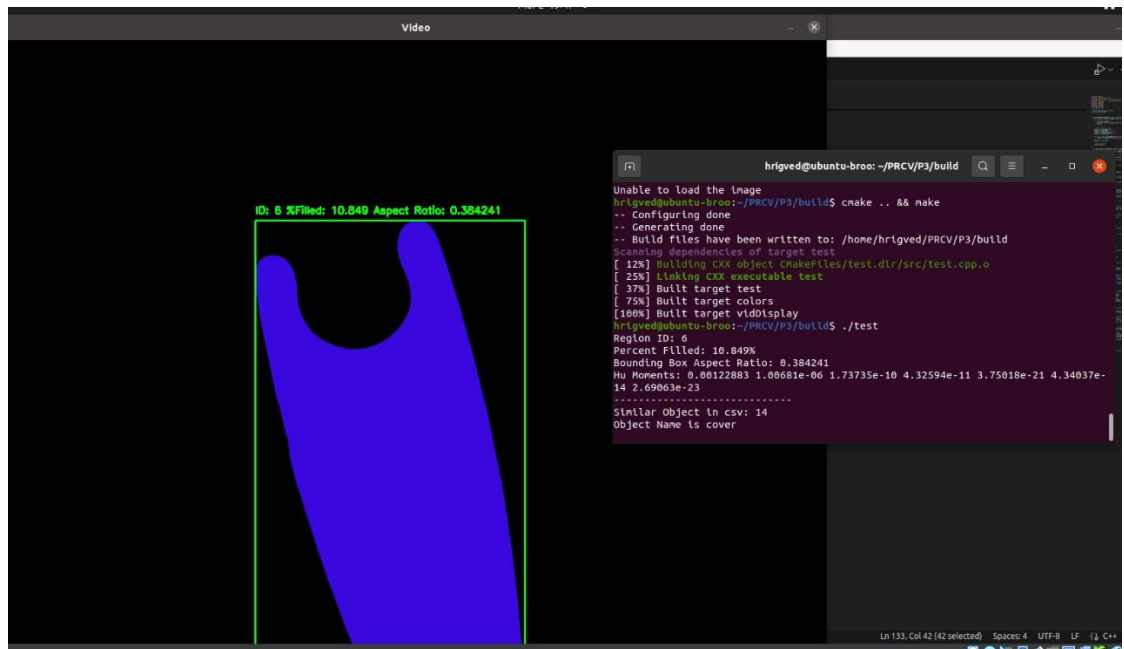 Video
ID: 6 %Filled: 10.849 Aspect Ratio: 0.384241
hrigved@ubuntu-broo: ~/PRCV/P3/build
Unable to load the image
hrigved@ubuntu-broo:~/PRCV/P3/build$ cmake .. && make
-- Configuring done
-- Generating done
-- Build files have been written to: /home/hrigved/PRCV/P3/build
Scanning dependencies of target test
[ 12%] Building CXX object CMakeFiles/test.dir/src/test.cpp.o
[ 25%] Linking CXX executable test
[ 37%] Built target test
[ 75%] Built target colors
[100%] Built target vidDisplay
hrigved@ubuntu-broo:~/PRCV/P3/build$ ./test
Region ID: 6
Percent Filled: 10.849%
Bounding Box Aspect Ratio: 0.384241
Hu Moments: 0.00122883 1.00681e-06 1.73735e-10 4.32594e-11 3.75018e-21 4.34037e-
14 2.69063e-23
-----------------------------
Similar Object in csv: 14
Object Name is cover
Ln 133, Col 42 (42 selected) Spaces: 4 UTF-8 LF C++